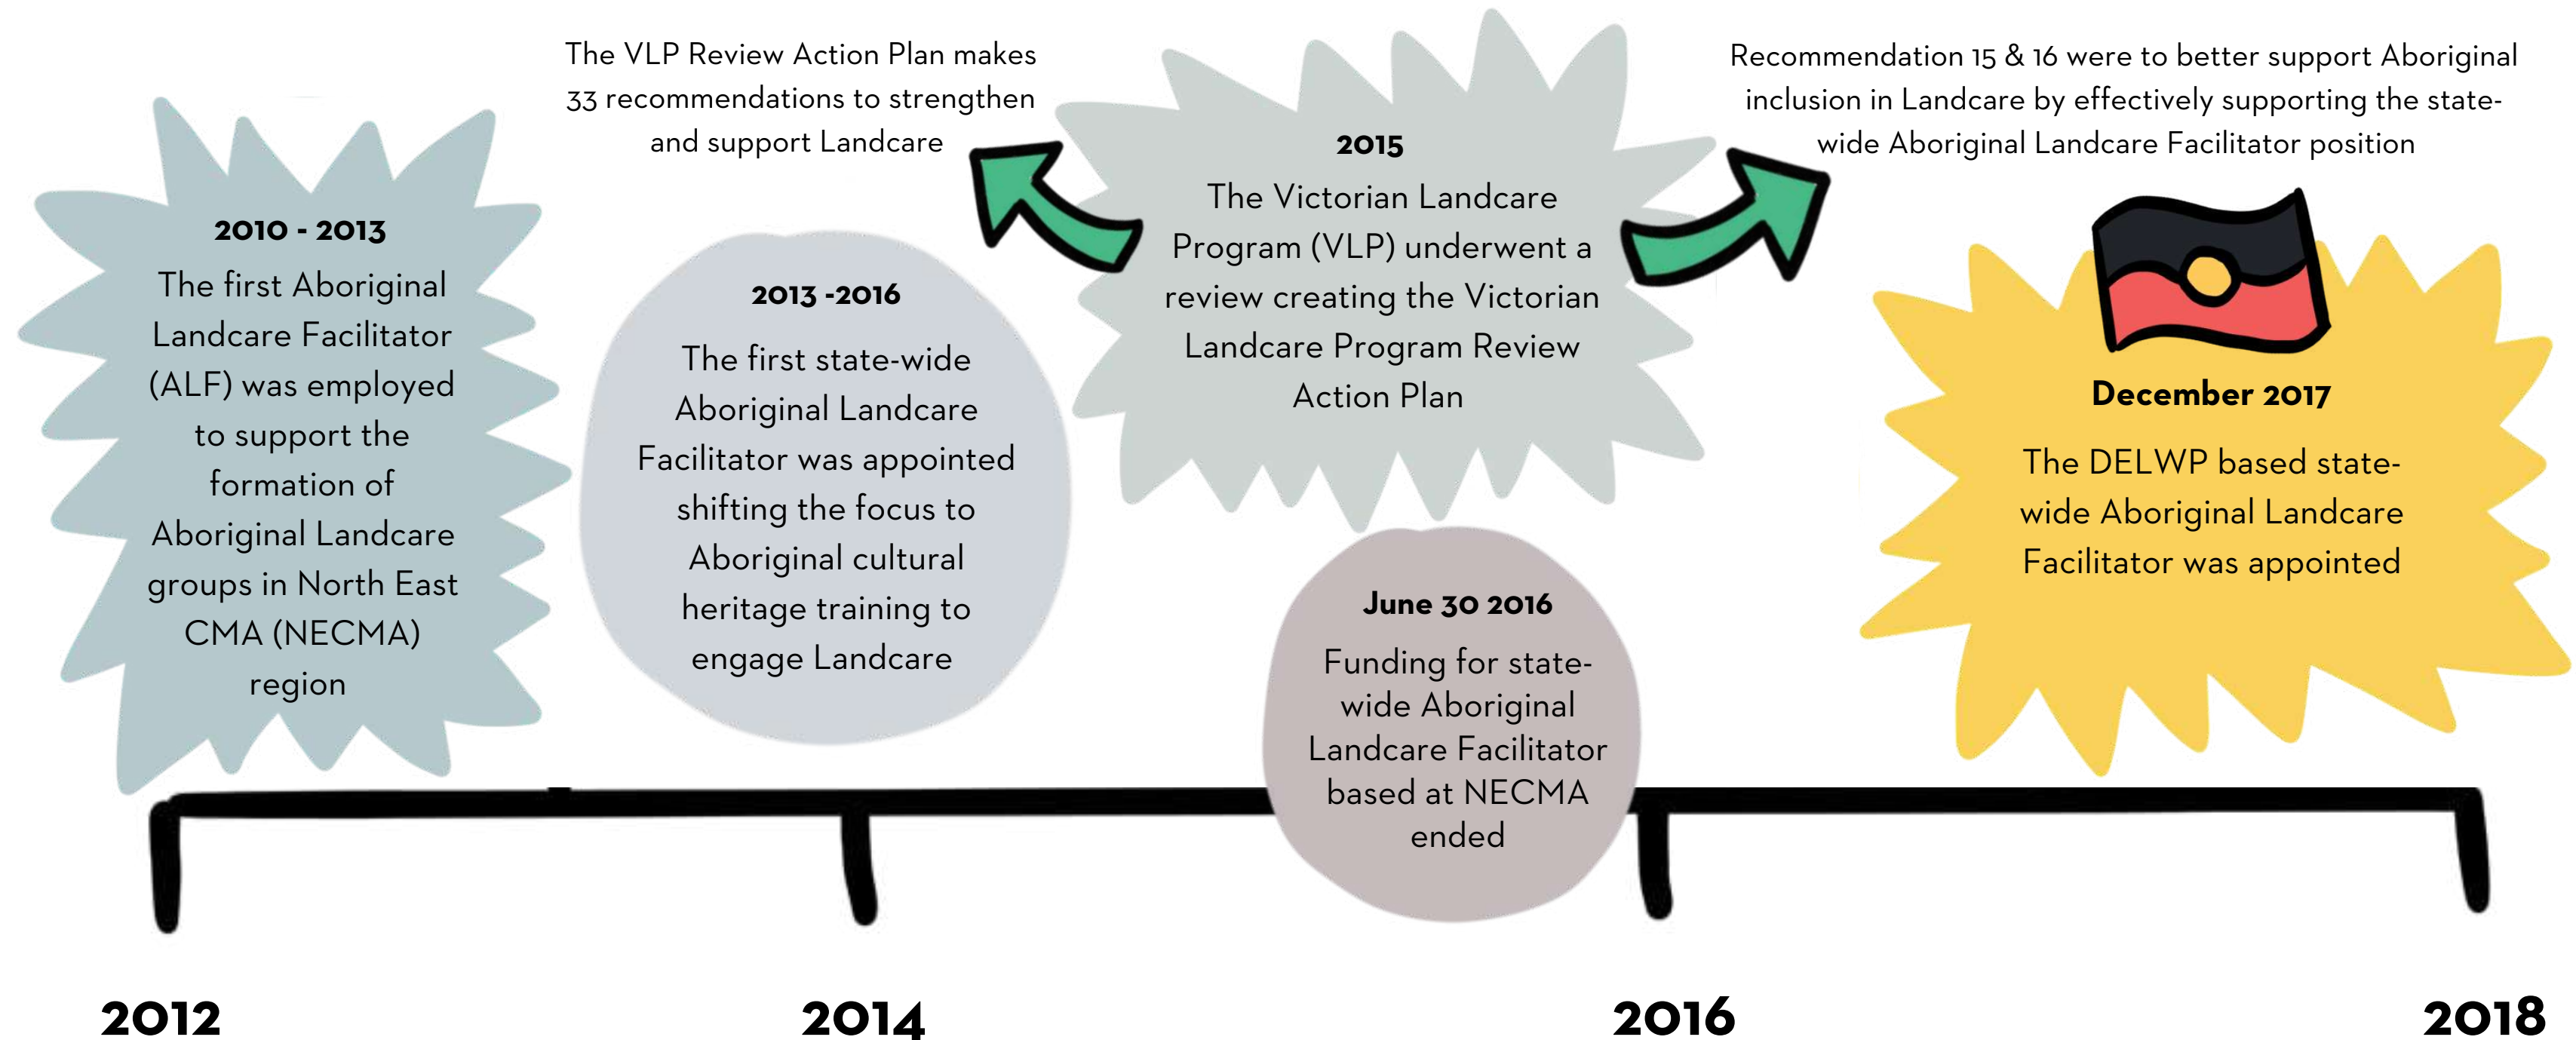 2010 - 2013
The first Aboriginal
Landcare Facilitator
(ALF) was employed
to support the
formation of
Aboriginal Landcare
groups in North East
CMA (NECMA)
region
The VLP Review Action Plan makes
33 recommendations to strengthen
and support Landcare
2013 -2016
The first state-wide
Aboriginal Landcare
Facilitator was appointed
shifting the focus to
Aboriginal cultural
heritage training to
engage Landcare
2015
The Victorian Landcare
Program (VLP) underwent a
review creating the Victorian
Landcare Program Review
Action Plan
June 30 2016
Funding for state-
wide Aboriginal
Landcare Facilitator
based at NECMA
ended
Recommendation 15 & 16 were to better support Aboriginal
inclusion in Landcare by effectively supporting the state-
wide Aboriginal Landcare Facilitator position
December 2017
The DELWP based state-
wide Aboriginal Landcare
Facilitator was appointed
2012
2014
2016
2018